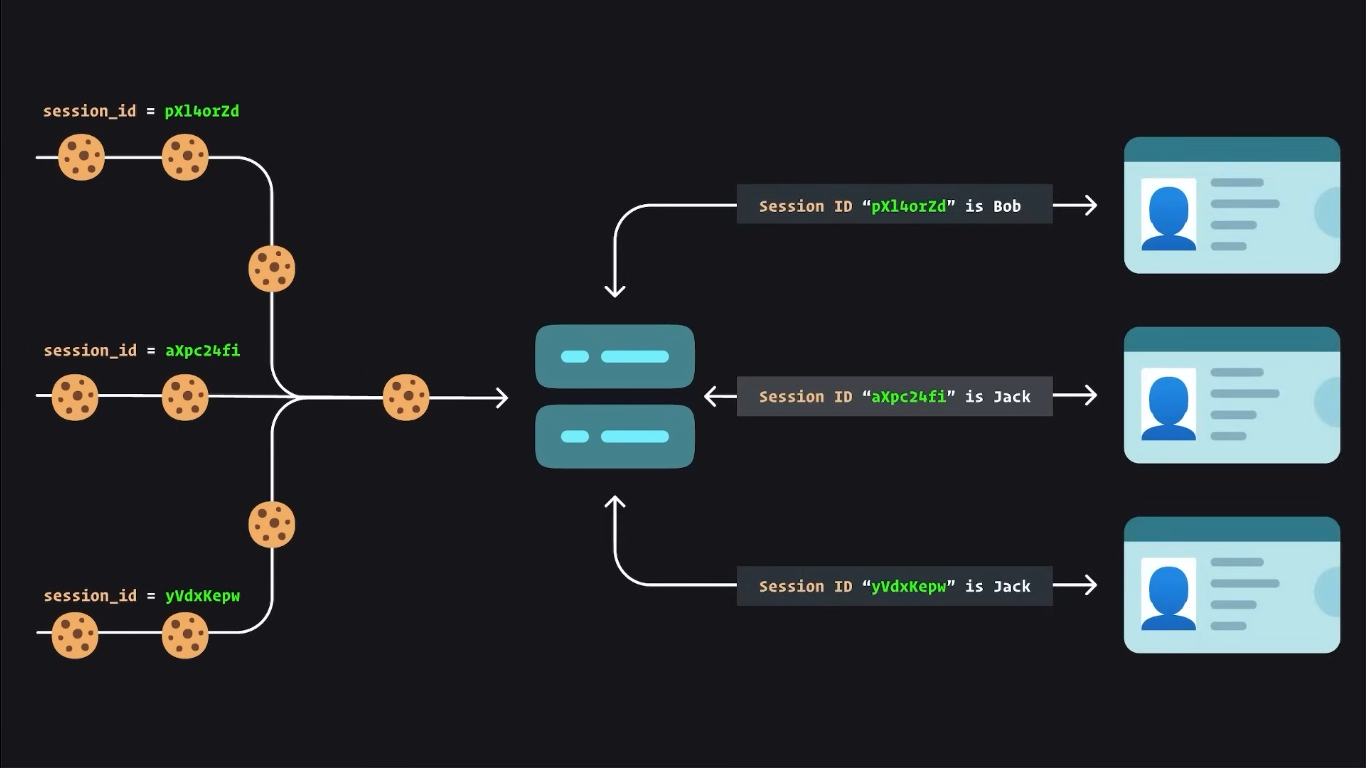 session_id = pXl4orZd
Session ID “pXl4orZd” is Bob
session_id = aXpc24fi
Session ID “aXpc24fi” is Jack
session_id = yVdxKepw
Session ID “yVdxKepw” is Jack